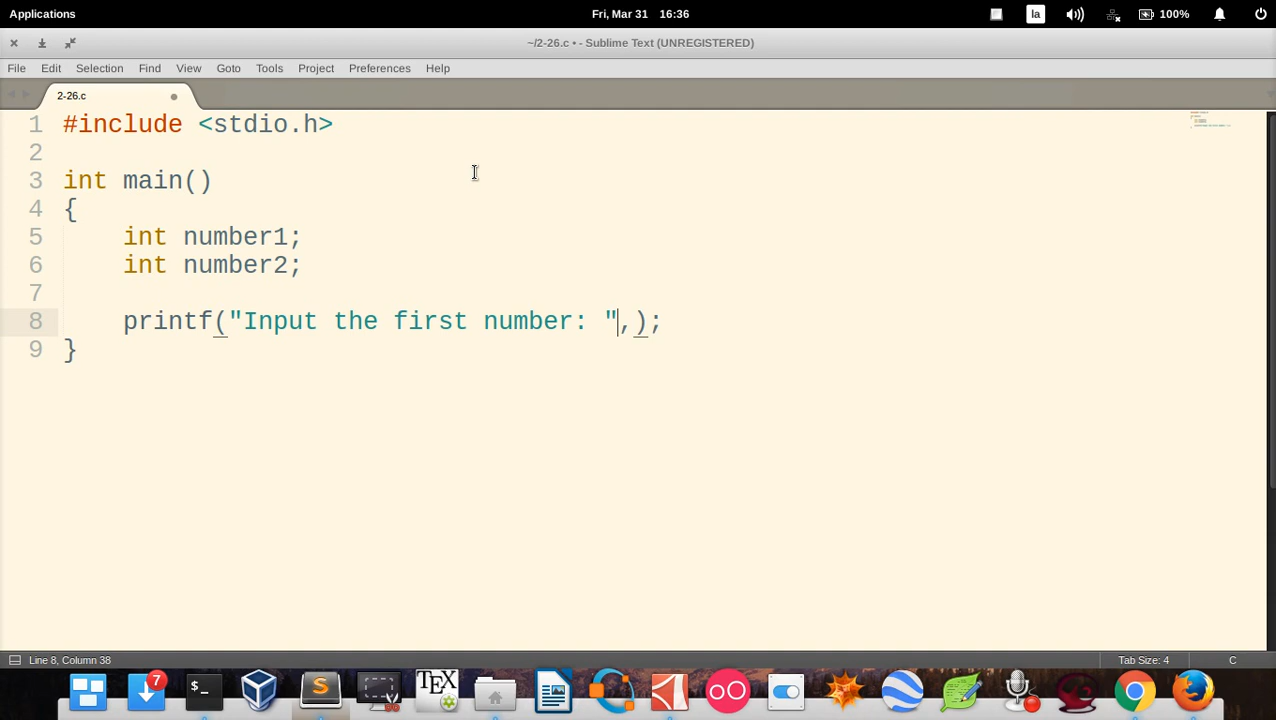 Applications
Fri, Mar 31 16:36
la
100%
~/2-26.c • - Sublime Text (UNREGISTERED)
File Edit Selection Find View Goto Tools Project Preferences Help
2-26.c
1 #include <stdio.h>
2
3 int main()
4 {
5 int number1;
6 int number2;
7
8 printf("Input the first number: ",);
9 }
Line 8, Column 38
Tab Size: 4
C
7
>_
S
TEX